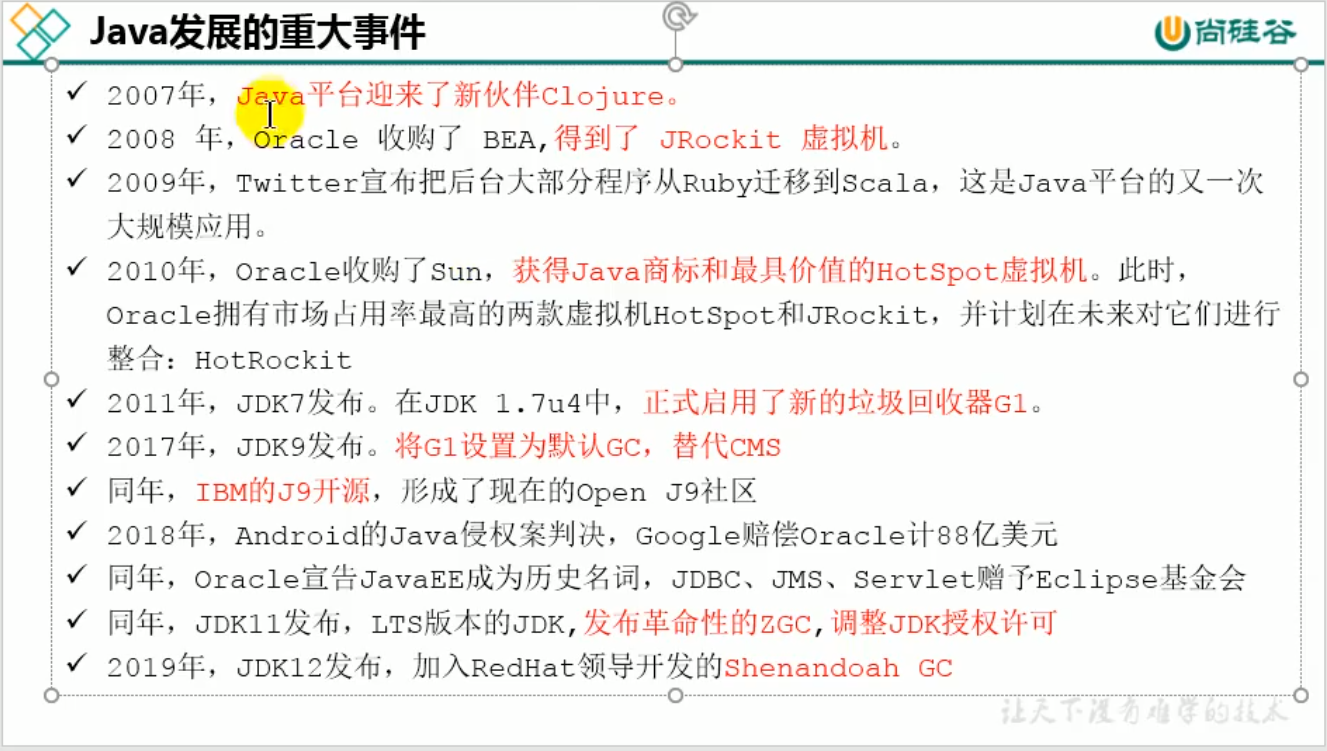 Java发展的重大事件
尚硅谷
✓ 2007年，Java平台迎来了新伙伴Clojure。
✓ 2008 年，Oracle 收购了 BEA,得到了 JRockit 虚拟机。
✓ 2009年，Twitter宣布把后台大部分程序从Ruby迁移到Scala，这是Java平台的又一次
大规模应用。
✓ 2010年，Oracle收购了Sun，获得Java商标和最具价值的HotSpot虚拟机。此时，
Oracle拥有市场占用率最高的两款虚拟机HotSpot和JRockit，并计划在未来对它们进行
整合：HotRockit
✓ 2011年，JDK7发布。在JDK 1.7u4中，正式启用了新的垃圾回收器G1。
✓ 2017年，JDK9发布。将G1设置为默认GC，替代CMS
✓ 同年，IBM的J9开源，形成了现在的Open J9社区
✓ 2018年，Android的Java侵权案判决，Google赔偿Oracle计88亿美元
✓ 同年，Oracle宣告JavaEE成为历史名词，JDBC、JMS、Servlet赠予Eclipse基金会
✓ 同年，JDK11发布，LTS版本的JDK,发布革命性的ZGC,调整JDK授权许可
✓ 2019年，JDK12发布，加入RedHat领导开发的Shenandoah GC
让天下没有难学的技术